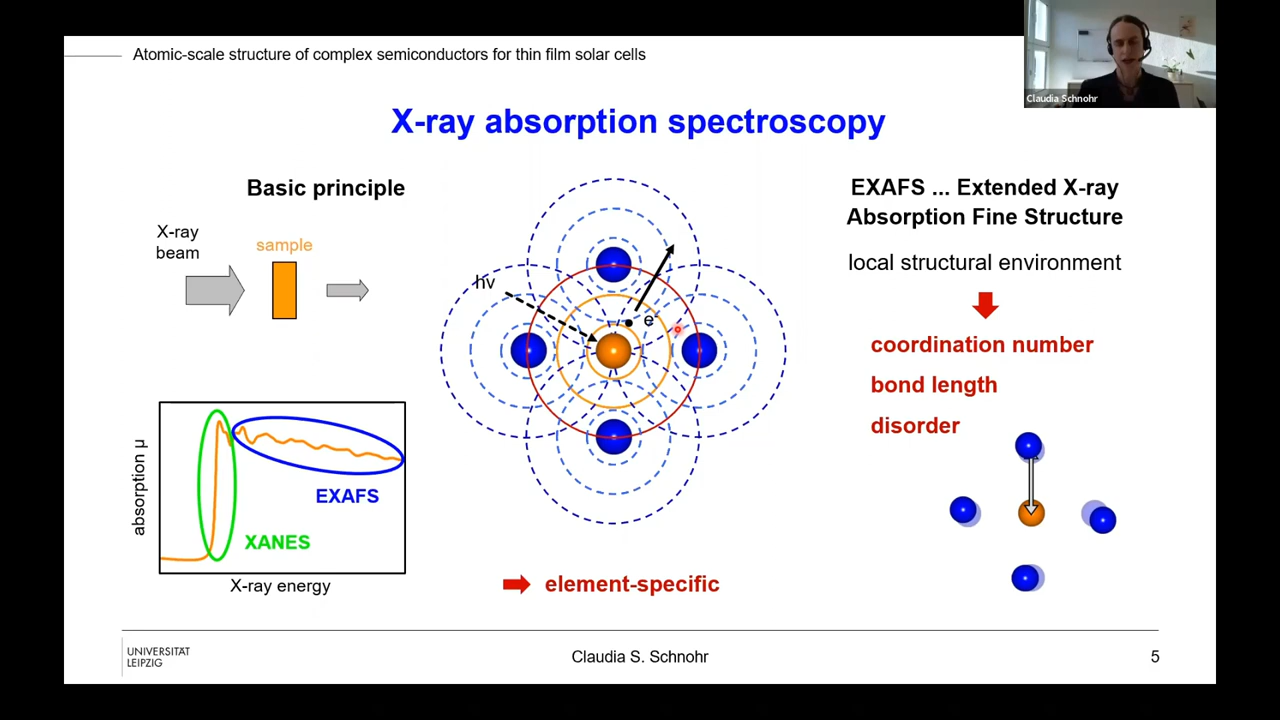 Atomic-scale structure of complex semiconductors for thin film solar cells
Claudia Schnohr
X-ray absorption spectroscopy
Basic principle
X-ray
beam
sample
absorption μ
EXAFS
XANES
X-ray energy
hν
e⁻
element-specific
EXAFS ... Extended X-ray
Absorption Fine Structure
local structural environment
coordination number
bond length
disorder
UNIVERSITÄT
LEIPZIG
Claudia S. Schnohr
5